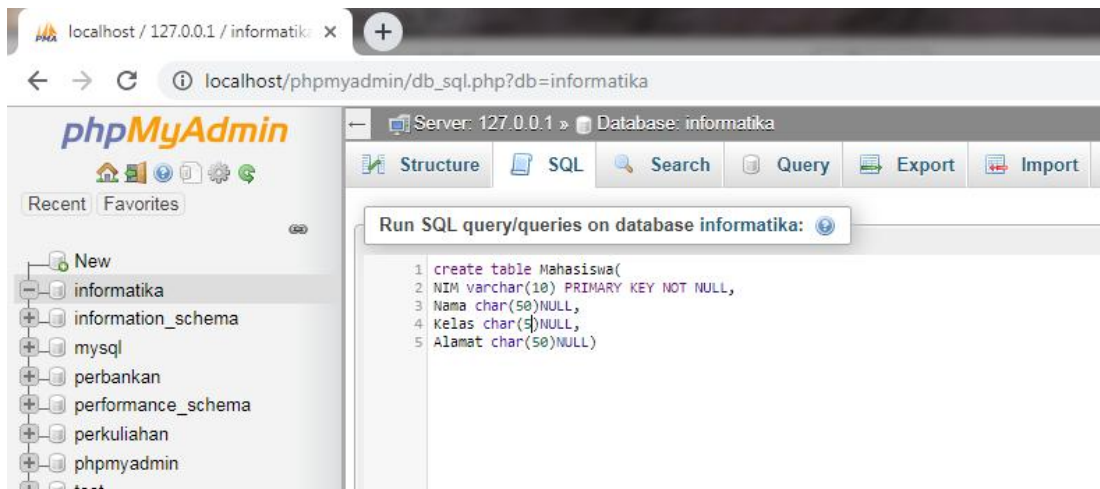 localhost / 127.0.0.1 / informatik
localhost/phpmyadmin/db_sql.php?db=informatika
phpMyAdmin
Recent Favorites
New
informatika
information_schema
mysql
perbankan
performance_schema
perkuliahan
phpmyadmin
Server: 127.0.0.1 » Database: informatika
Structure SQL Search Query Export Import
Run SQL query/queries on database informatika:
1 create table Mahasiswa(
2 NIM varchar(10) PRIMARY KEY NOT NULL,
3 Nama char(50)NULL,
4 Kelas char(5)NULL,
5 Alamat char(50)NULL)